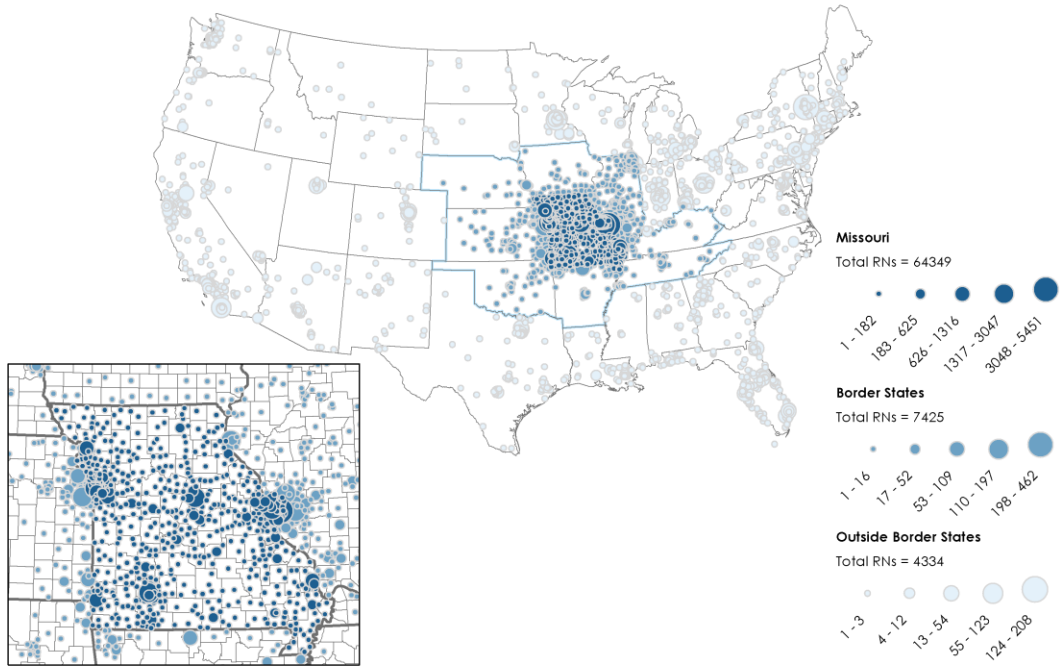 Missouri
Total RNs = 64349
1 - 182
183 - 625
626 - 1316
1317 - 3047
3048 - 5451
Border States
Total RNs = 7425
1 - 16
17 - 52
53 - 109
110 - 197
198 - 462
Outside Border States
Total RNs = 4334
1 - 3
4 - 12
13 - 54
55 - 123
124 - 208